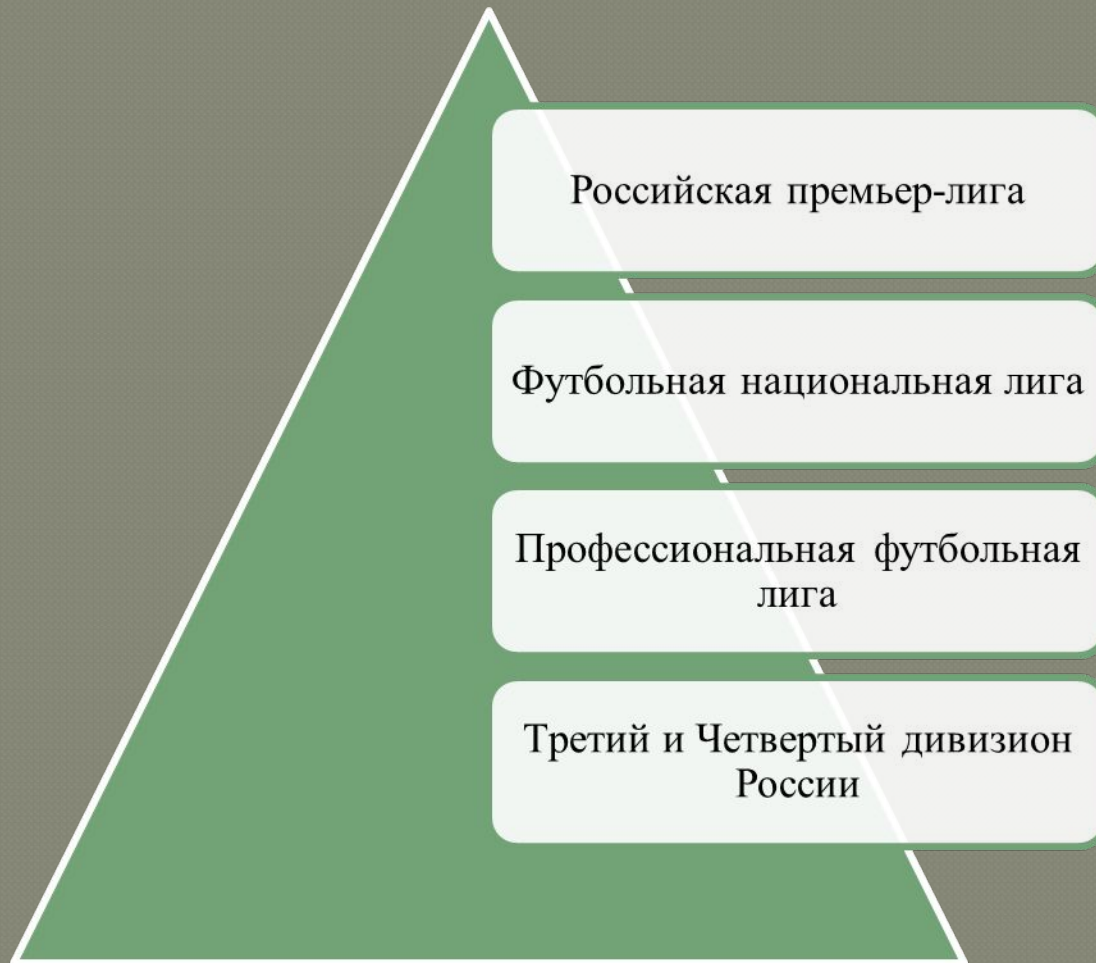 Российская премьер-лига
Футбольная национальная лига
Профессиональная футбольная
лига
Третий и Четвертый дивизион
России